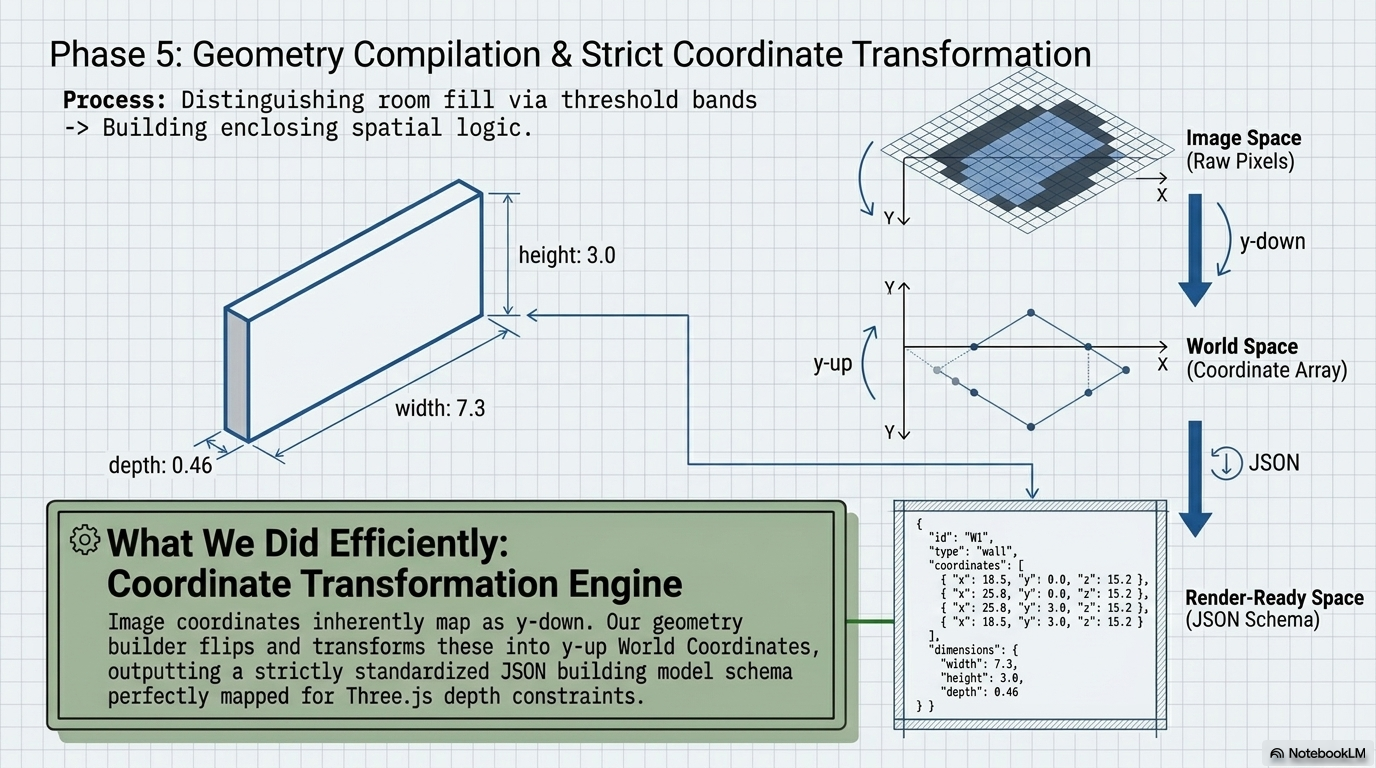 Phase 5: Geometry Compilation & Strict Coordinate Transformation
Process: Distinguishing room fill via threshold bands
-> Building enclosing spatial logic.
height: 3.0
width: 7.3
depth: 0.46
Image Space
(Raw Pixels)
X
Y
y-down
Y
y-up
X
Y
World Space
(Coordinate Array)
JSON
What We Did Efficiently:
Coordinate Transformation Engine
Image coordinates inherently map as y-down. Our geometry
builder flips and transforms these into y-up World Coordinates,
outputting a strictly standardized JSON building model schema
perfectly mapped for Three.js depth constraints.
{
"id": "W1",
"type": "wall",
"coordinates": [
{ "x": 18.5, "y": 0.0, "z": 15.2 },
{ "x": 25.8, "y": 0.0, "z": 15.2 },
{ "x": 25.8, "y": 3.0, "z": 15.2 },
{ "x": 18.5, "y": 3.0, "z": 15.2 }
],
"dimensions": {
"width": 7.3,
"height": 3.0,
"depth": 0.46
} }
Render-Ready Space
(JSON Schema)
NotebookLM